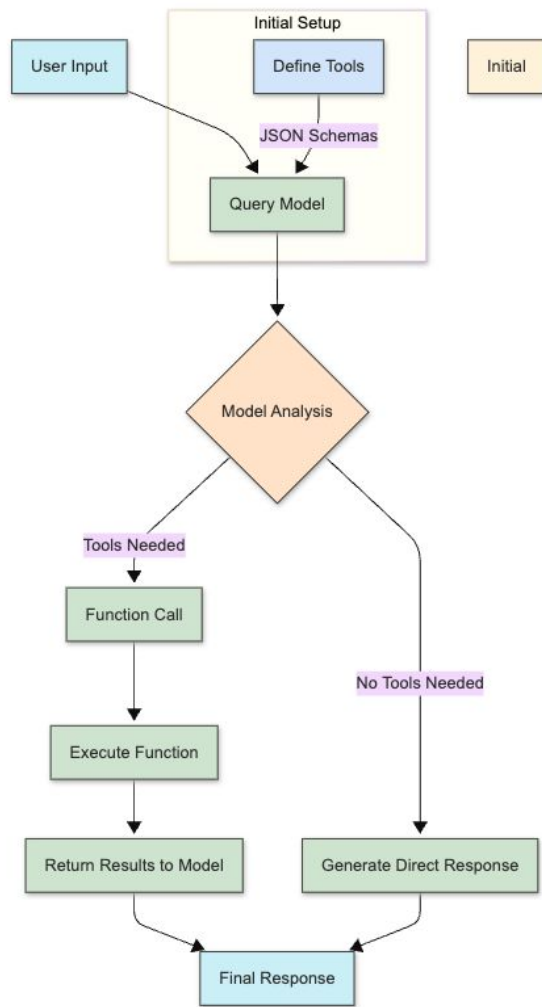 Initial Setup
User Input
Define Tools
Initial
JSON Schemas
Query Model
Model Analysis
Tools Needed
Function Call
No Tools Needed
Execute Function
Return Results to Model
Generate Direct Response
Final Response